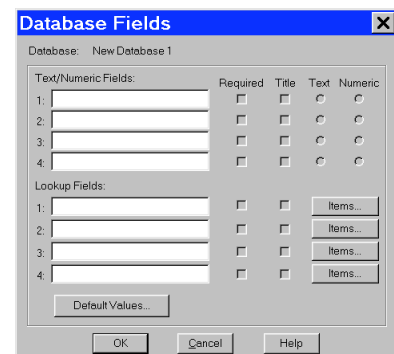 Database Fields
Database: New Database 1
Text/Numeric Fields: Required Title Text Numeric
1:
2:
3:
4:
Lookup Fields:
1: Items...
2: Items...
3: Items...
4: Items...
Default Values...
OK Cancel Help